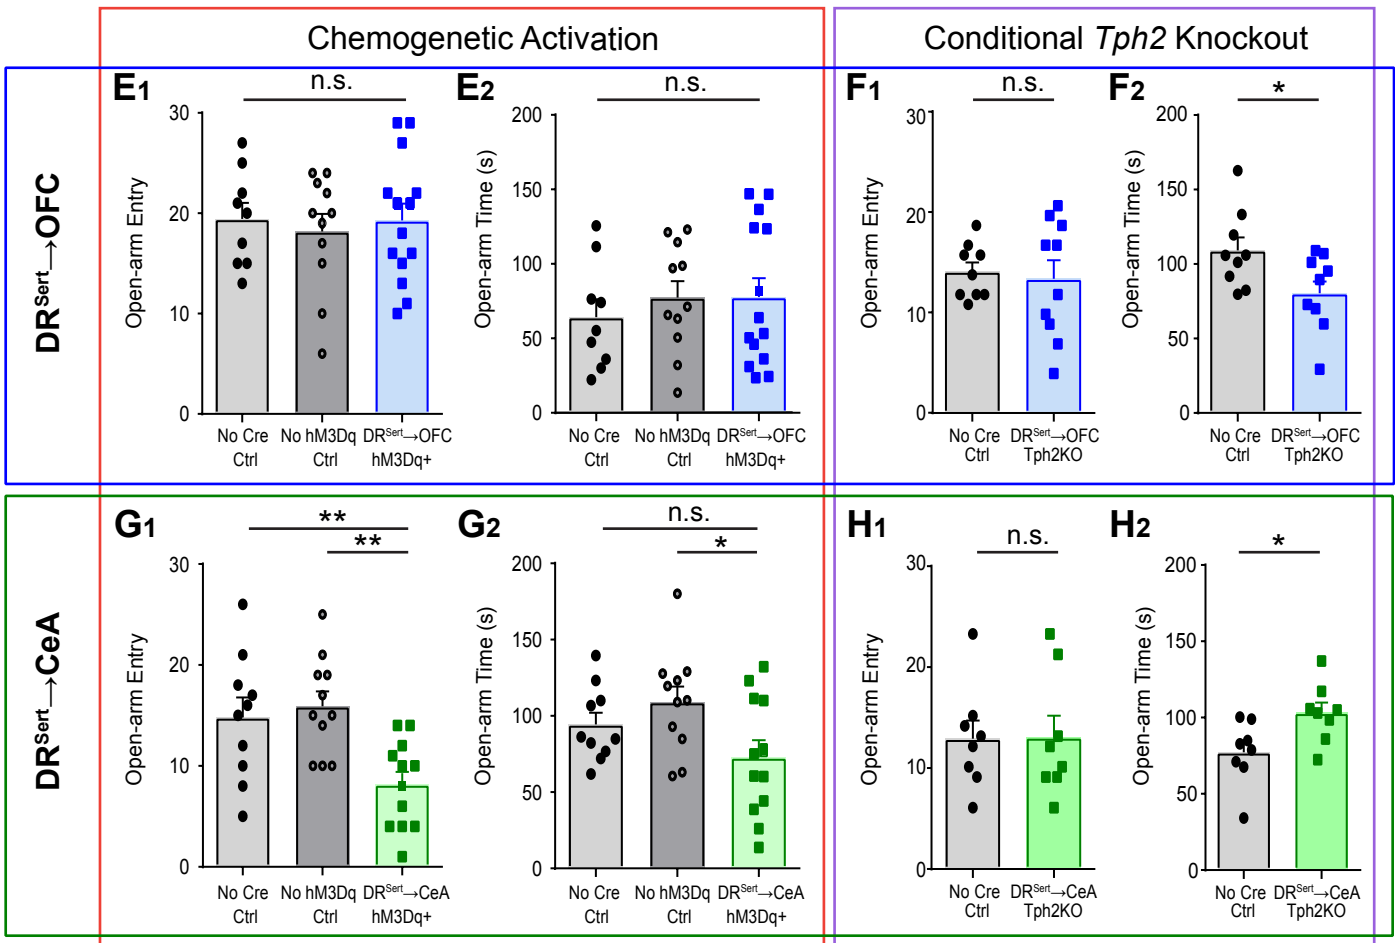 Chemogenetic Activation
Conditional Tph2 Knockout
DRSert→OFC
E1
n.s.
Open-arm Entry
30
20
10
0
No Cre
Ctrl
No hM3Dq
Ctrl
DRSert→OFC
hM3Dq+
E2
n.s.
Open-arm Time (s)
200
150
100
50
0
No Cre
Ctrl
No hM3Dq
Ctrl
DRSert→OFC
hM3Dq+
F1
n.s.
Open-arm Entry
30
20
10
0
No Cre
Ctrl
DRSert→OFC
Tph2KO
F2
*
Open-arm Time (s)
200
150
100
50
0
No Cre
Ctrl
DRSert→OFC
Tph2KO
DRSert→CeA
G1
**
**
Open-arm Entry
30
20
10
0
No Cre
Ctrl
No hM3Dq
Ctrl
DRSert→CeA
hM3Dq+
G2
n.s.
*
Open-arm Time (s)
200
150
100
50
0
No Cre
Ctrl
No hM3Dq
Ctrl
DRSert→CeA
hM3Dq+
H1
n.s.
Open-arm Entry
30
20
10
0
No Cre
Ctrl
DRSert→CeA
Tph2KO
H2
*
Open-arm Time (s)
200
150
100
50
0
No Cre
Ctrl
DRSert→CeA
Tph2KO